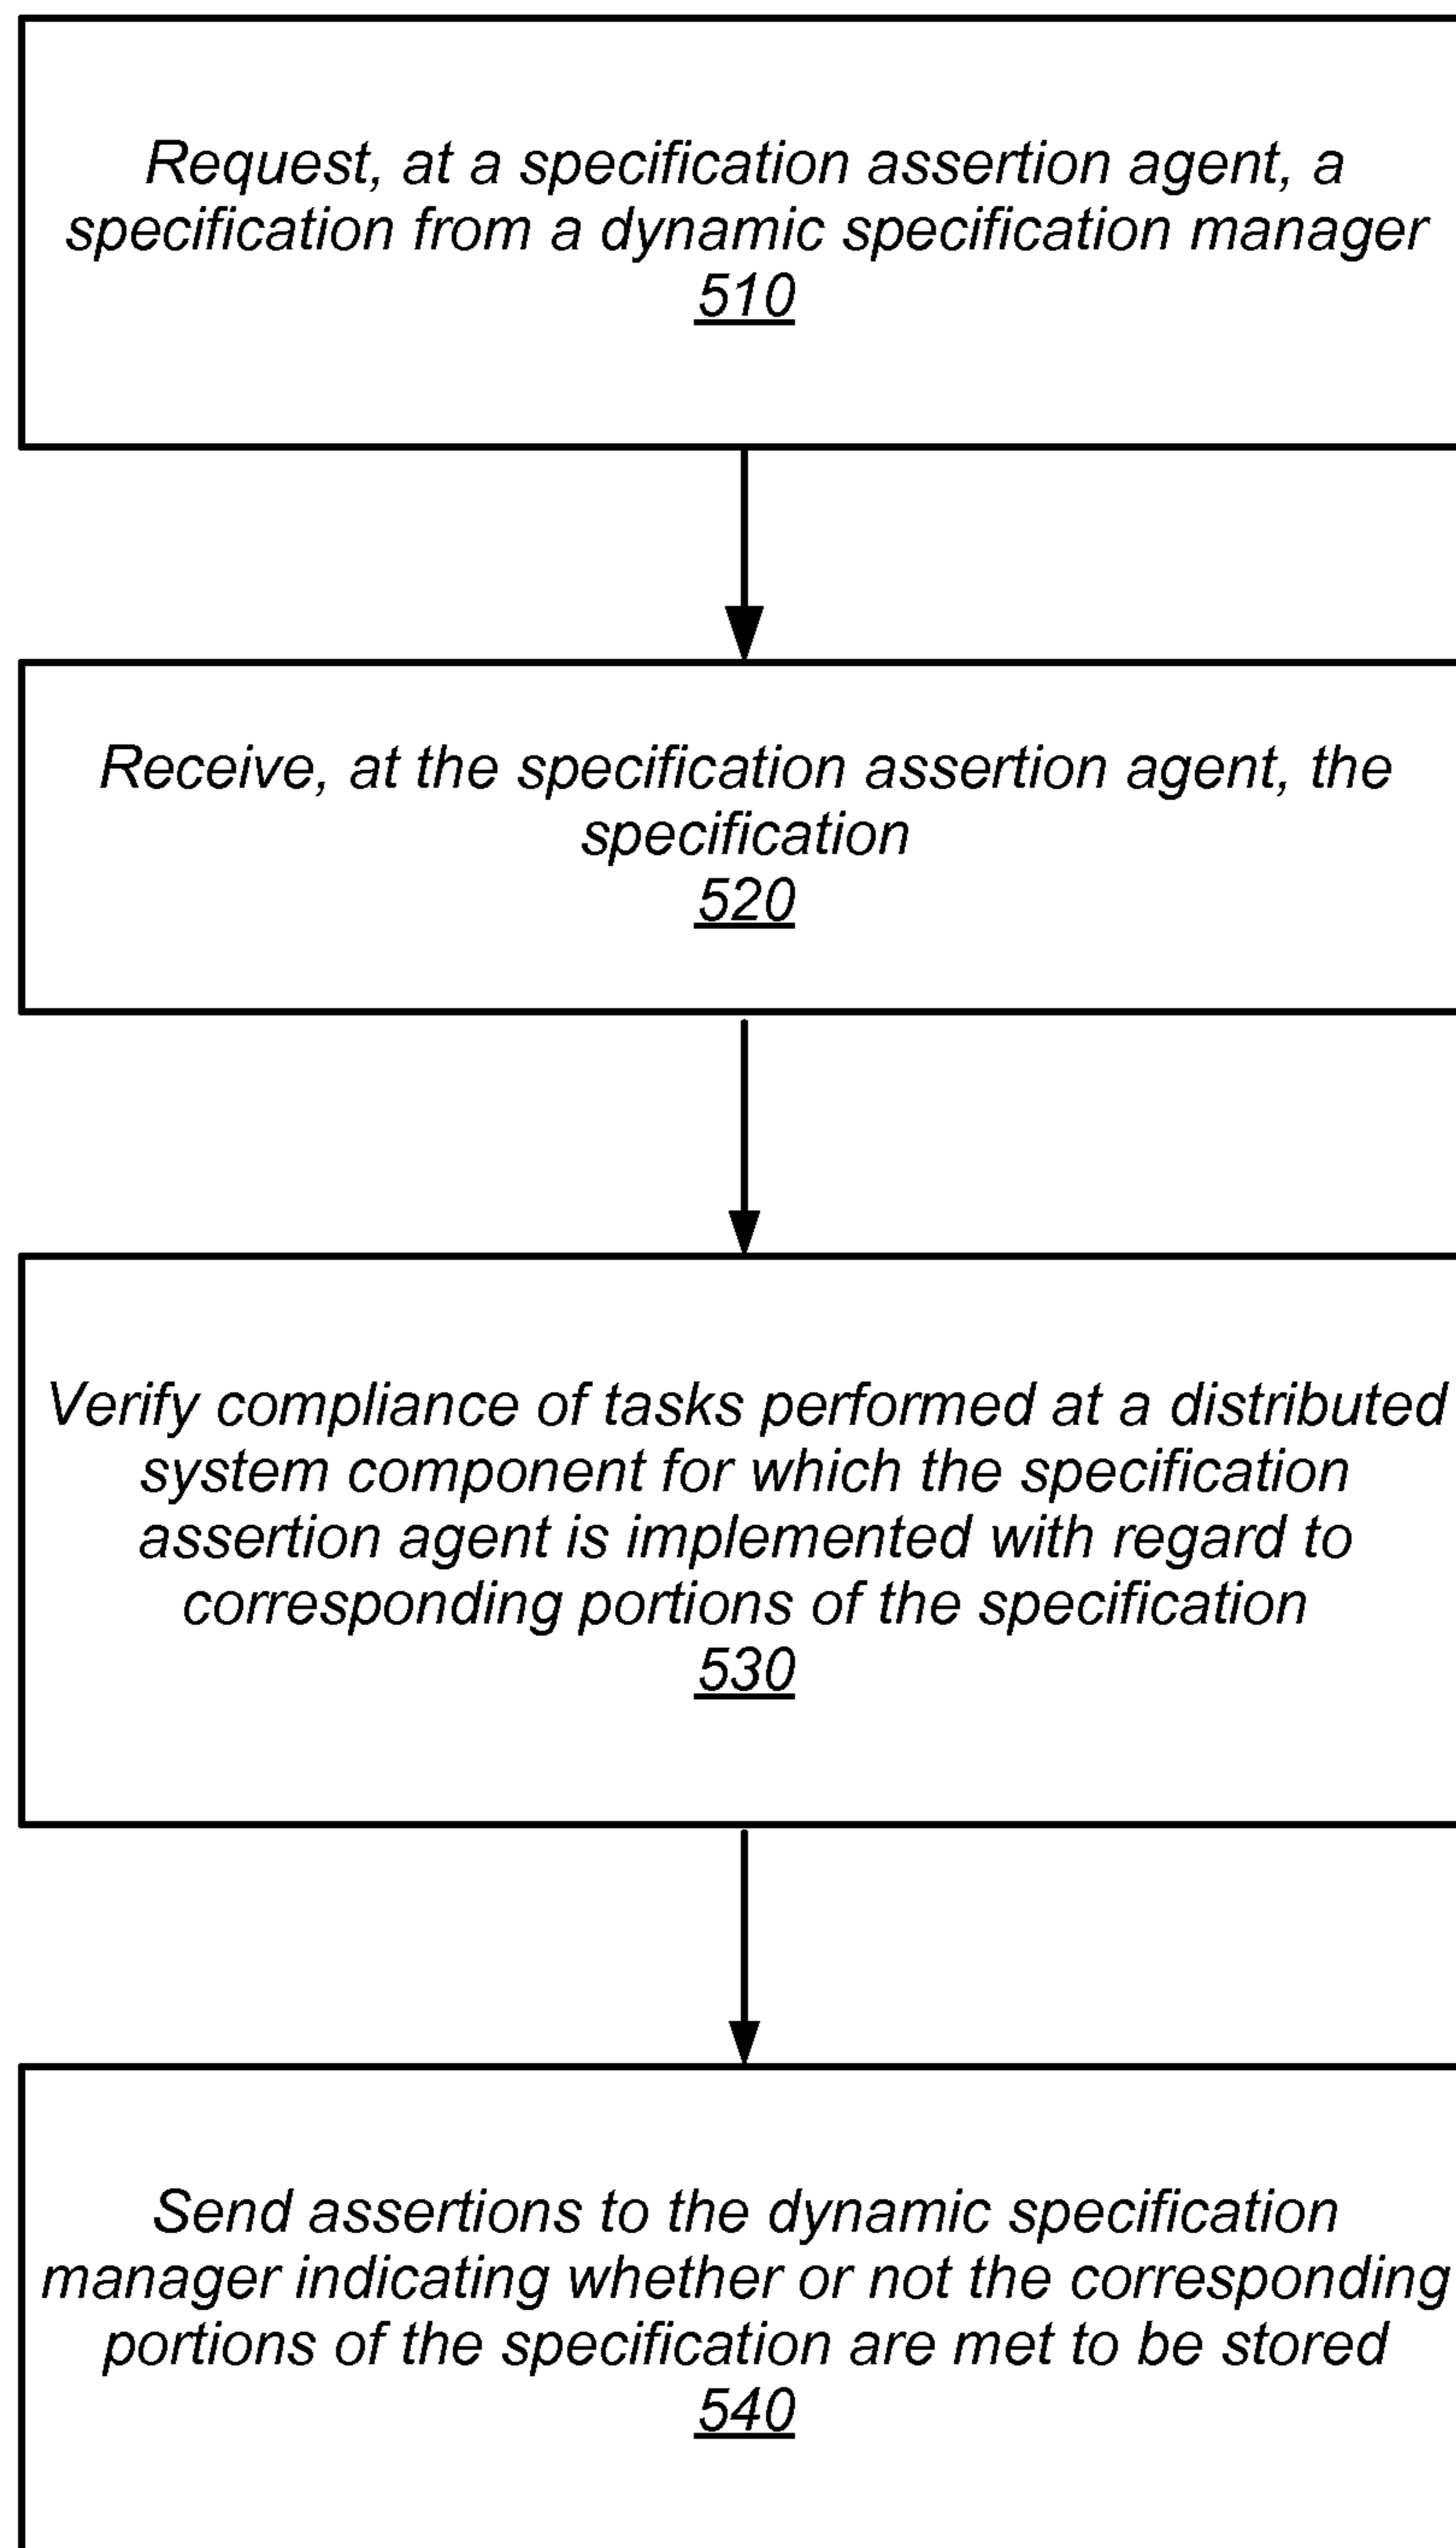 Request, at a specification assertion agent, a
specification from a dynamic specification manager
510
Receive, at the specification assertion agent, the
specification
520
Verify compliance of tasks performed at a distributed
system component for which the specification
assertion agent is implemented with regard to
corresponding portions of the specification
530
Send assertions to the dynamic specification
manager indicating whether or not the corresponding
portions of the specification are met to be stored
540